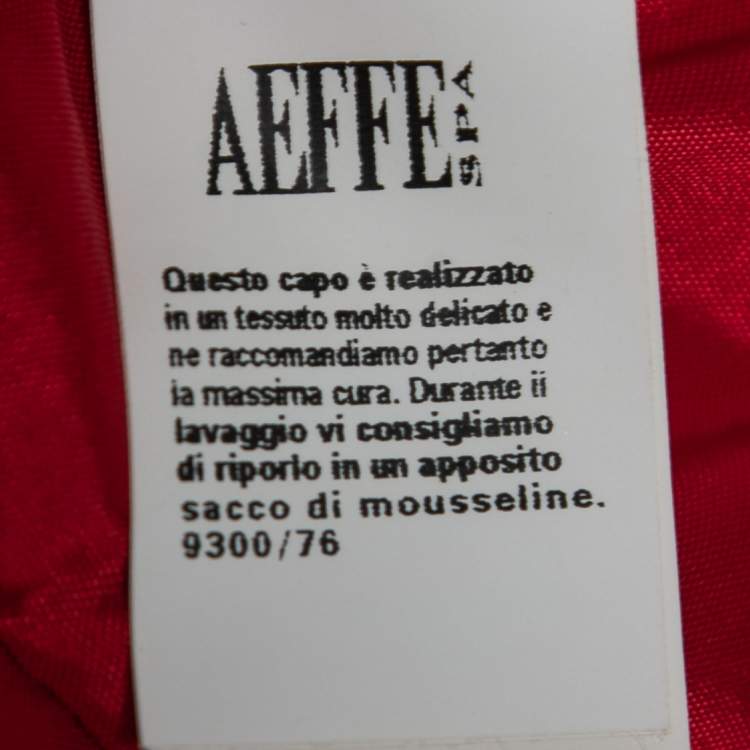 AEFFE SPA
Questo capo è realizzato
in un tessuto molto delicato e
ne raccomandiamo pertanto
la massima cura. Durante il
lavaggio vi consigliamo
di riporlo in un apposito
sacco di mousseline.
9300/76